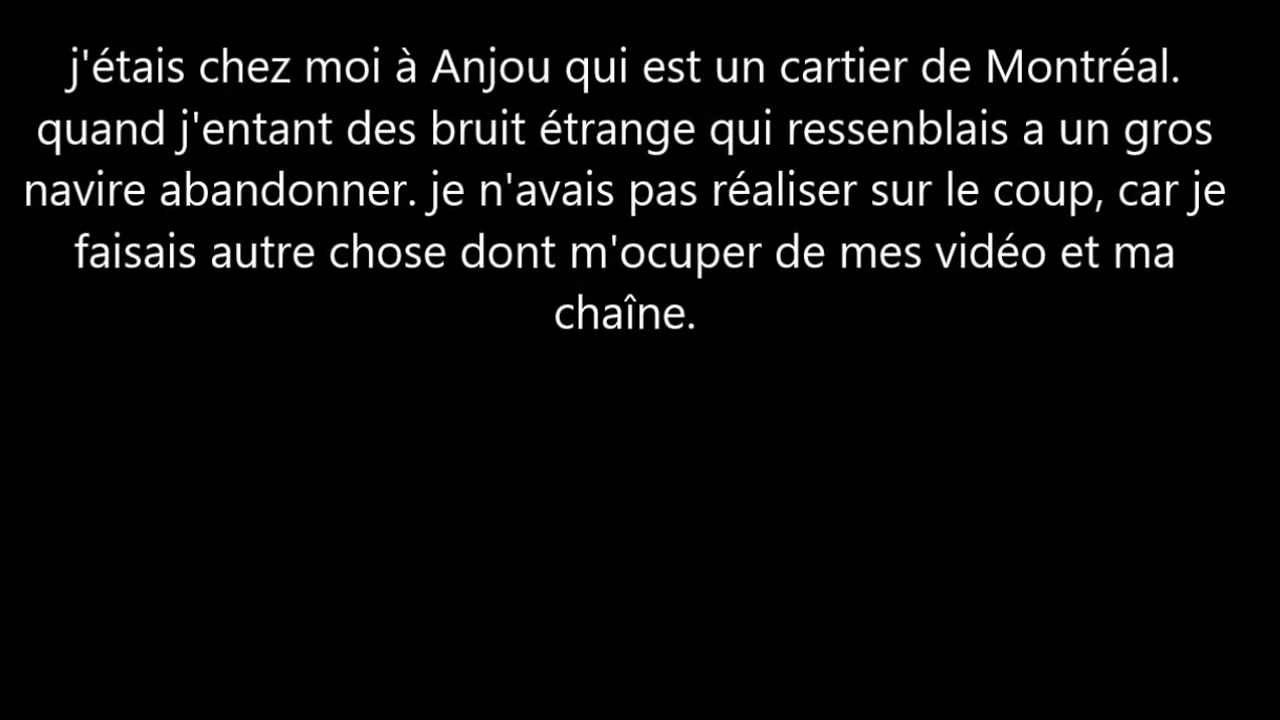 j'étais chez moi à Anjou qui est un cartier de Montréal.
quand j'entant des bruit étrange qui ressenblais a un gros
navire abandonner. je n'avais pas réaliser sur le coup, car je
faisais autre chose dont m'ocuper de mes vidéo et ma
chaîne.